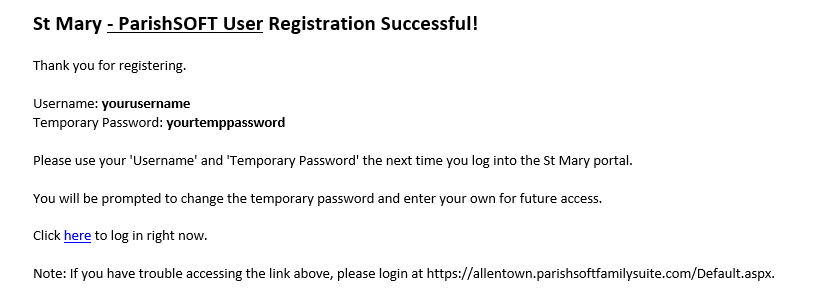 St Mary - ParishSOFT User Registration Successful!
Thank you for registering.
Username: yourusername
Temporary Password: yourtemppassword
Please use your 'Username' and 'Temporary Password' the next time you log into the St Mary portal.
You will be prompted to change the temporary password and enter your own for future access.
Click here to log in right now.
Note: If you have trouble accessing the link above, please login at https://allentown.parishsoftfamilysuite.com/Default.aspx.